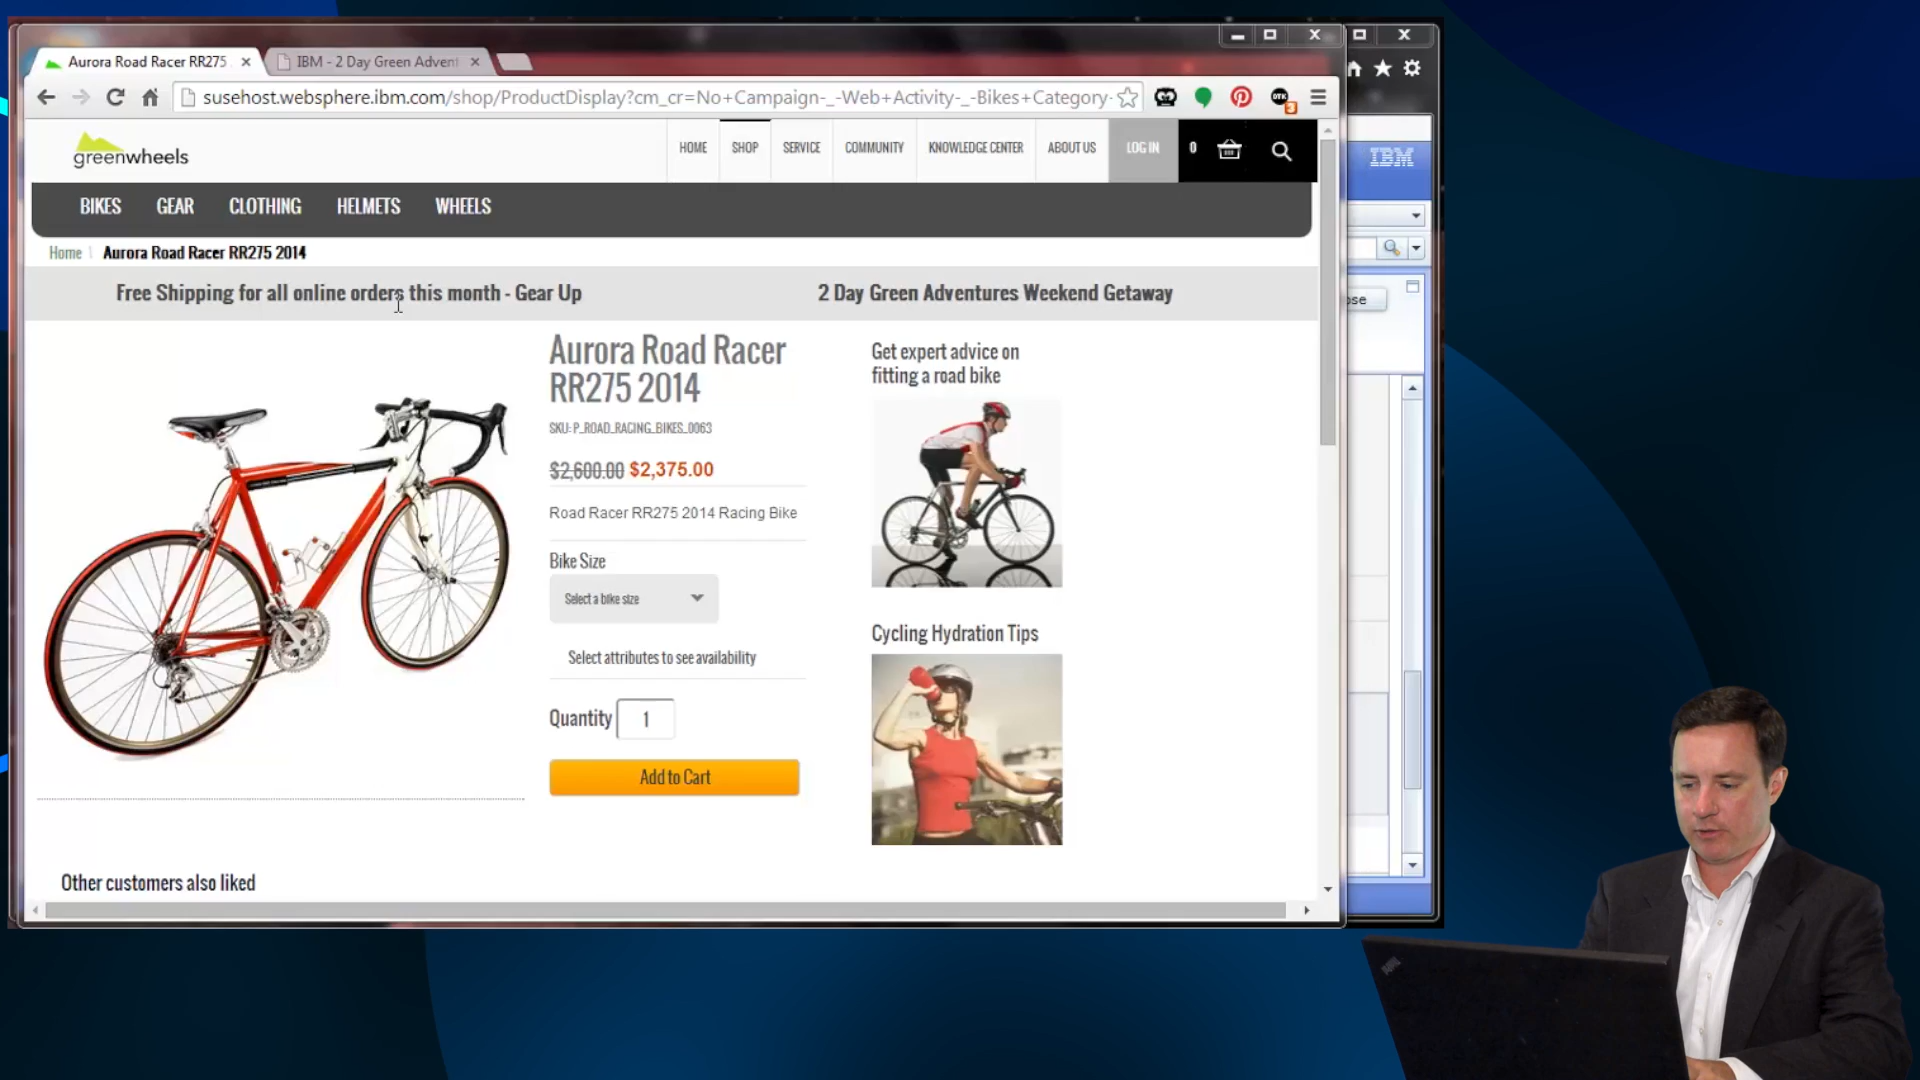 Aurora Road Racer RR275
IBM - 2 Day Green Advent
susehost.websphere.ibm.com/shop/ProductDisplay?cm_cr=No+Campaign-_-Web+Activity-_-Bikes+Category-
OTK
3
greenwheels
HOME
SHOP
SERVICE
COMMUNITY
KNOWLEDGE CENTER
ABOUT US
LOG IN
0
IBM
BIKES
GEAR
CLOTHING
HELMETS
WHEELS
Home \ Aurora Road Racer RR275 2014
Free Shipping for all online orders this month - Gear Up
2 Day Green Adventures Weekend Getaway
ose
Aurora Road Racer
RR275 2014
SKU: P_ROAD_RACING_BIKES_0063
$2,600.00 $2,375.00
Road Racer RR275 2014 Racing Bike
Bike Size
Select a bike size
Select attributes to see availability
Quantity 1
Add to Cart
Get expert advice on
fitting a road bike
Cycling Hydration Tips
Other customers also liked